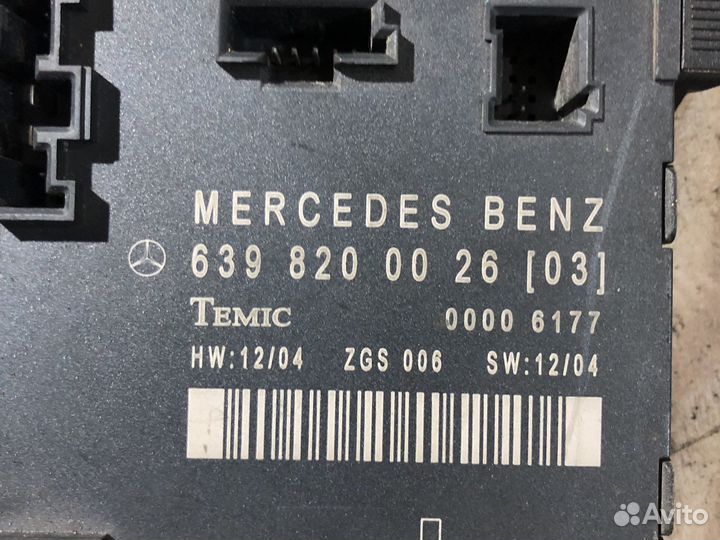 MERCEDES BENZ
639 820 00 26 [03]
TEMIC 0000 6177
HW:12/04 ZGS 006 SW:12/04
Avito